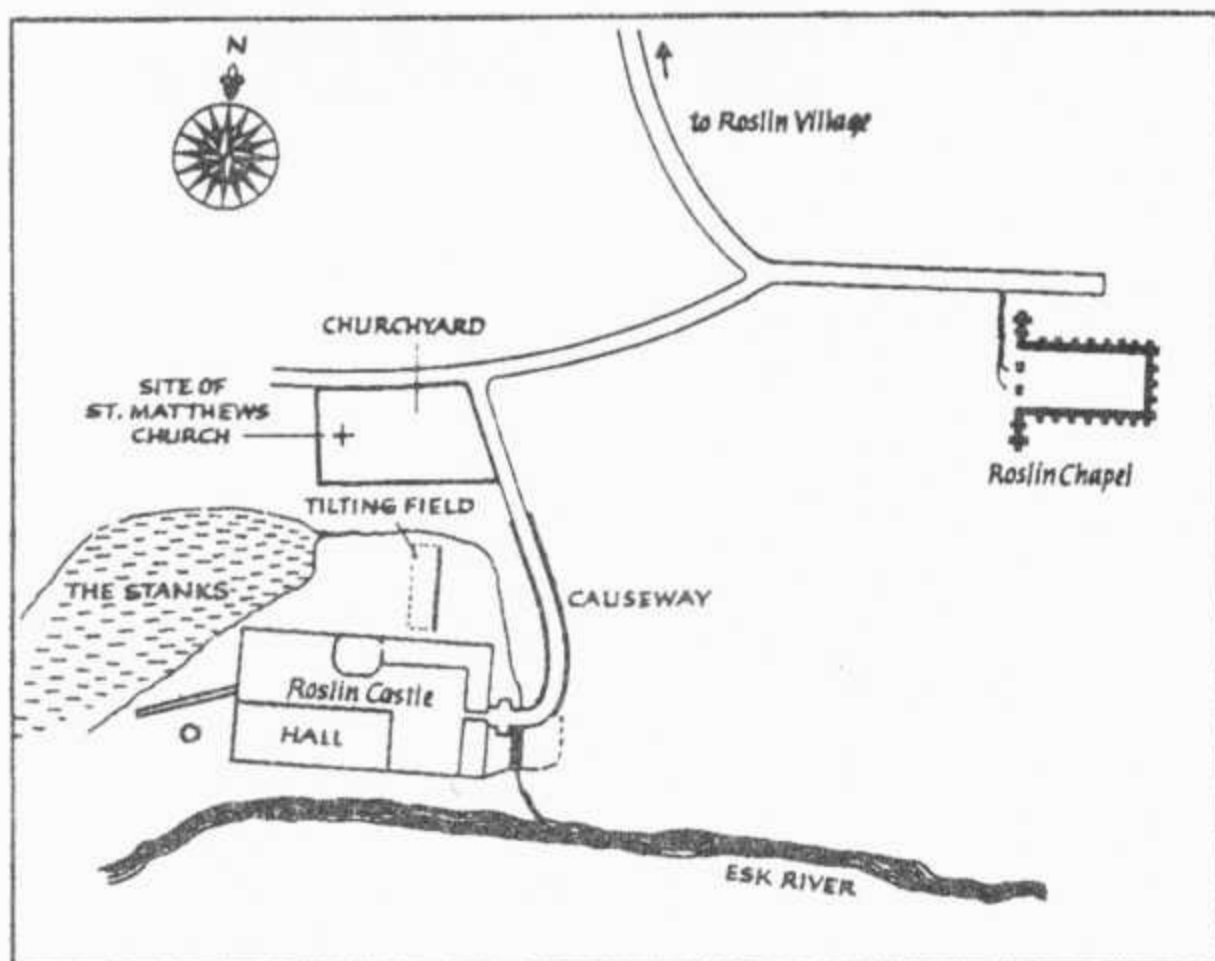 N
to Roslin Village
CHURCHYARD
SITE OF
ST. MATTHEWS
CHURCH
Roslin Chapel
TILTING FIELD
THE STANKS
CAUSEWAY
Roslin Castle
HALL
ESK RIVER